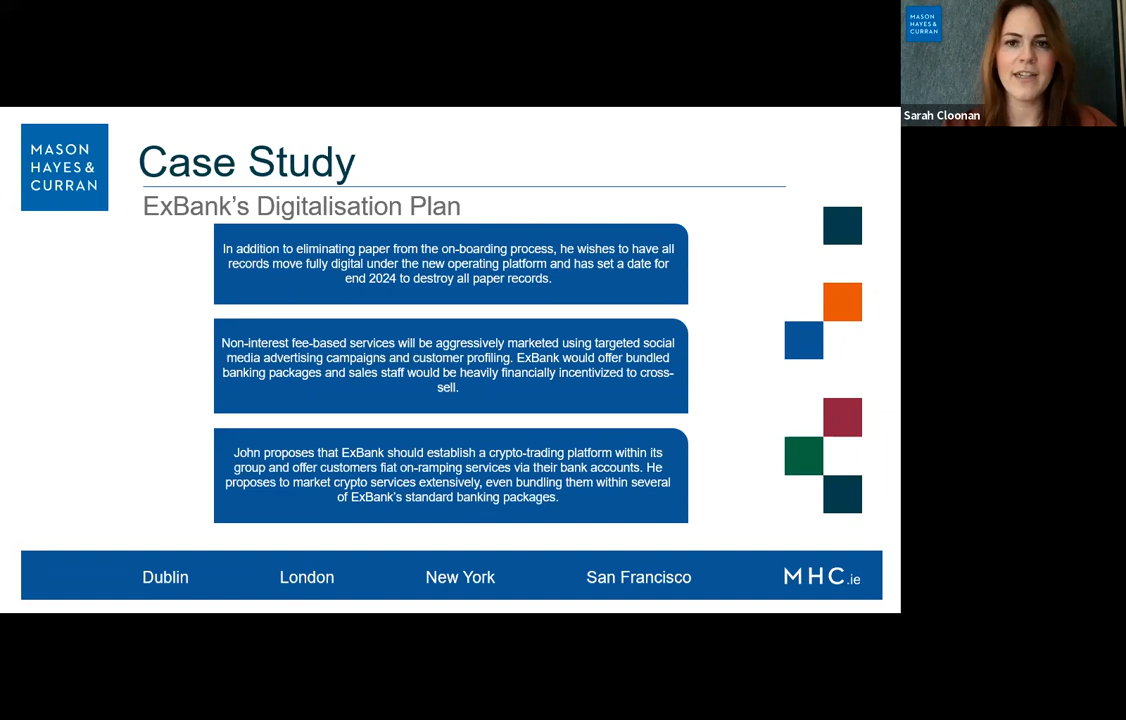 MASON
HAYES &
CURRAN
Sarah Cloonan
MASON
HAYES &
CURRAN
Case Study
ExBank's Digitalisation Plan
In addition to eliminating paper from the on-boarding process, he wishes to have all
records move fully digital under the new operating platform and has set a date for
end 2024 to destroy all paper records.
Non-interest fee-based services will be aggressively marketed using targeted social
media advertising campaigns and customer profiling. ExBank would offer bundled
banking packages and sales staff would be heavily financially incentivized to cross-
sell.
John proposes that ExBank should establish a crypto-trading platform within its
group and offer customers fiat on-ramping services via their bank accounts. He
proposes to market crypto services extensively, even bundling them within several
of ExBank's standard banking packages.
Dublin London New York San Francisco MHC.ie